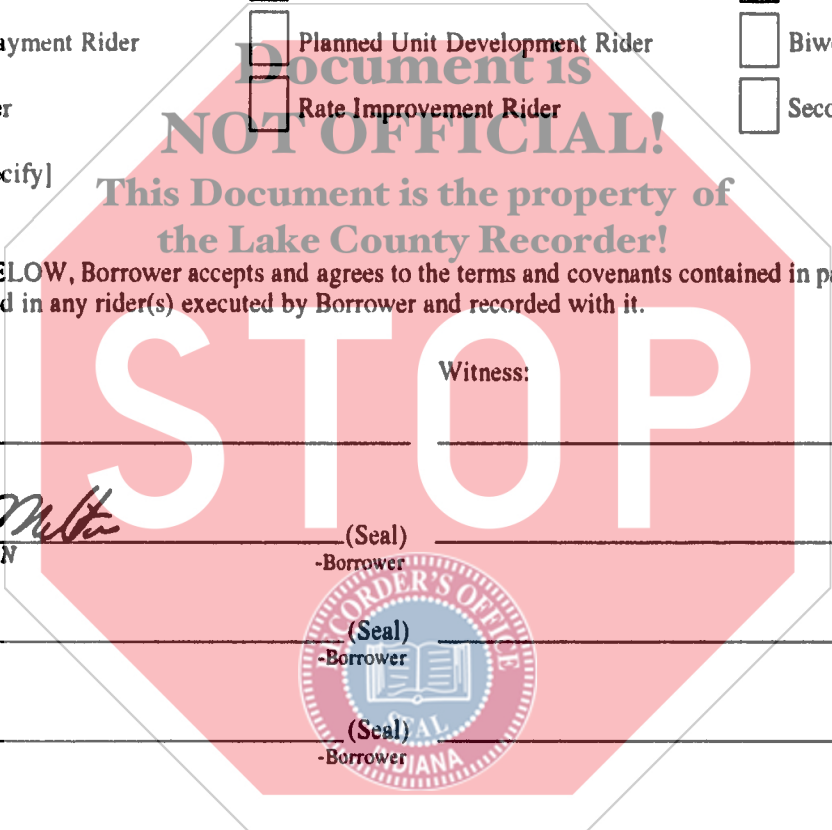 ayment Rider Planned Unit Development Rider Biw
Document is
er Rate Improvement Rider Seco
NOT OFFICIAL!
cify]
This Document is the property of
the Lake County Recorder!
ELOW, Borrower accepts and agrees to the terms and covenants contained in pa
d in any rider(s) executed by Borrower and recorded with it.
STOP
Witness:
Melton
(Seal)
N
-Borrower
RECORDER'S OFFICE
(Seal)
-Borrower
SEAL
(Seal)
INDIANA
-Borrower